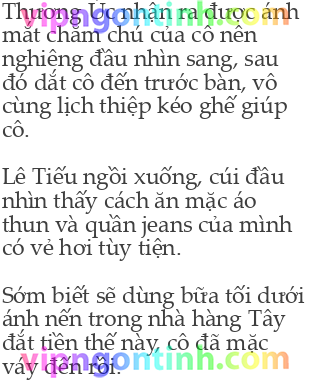 Thương Úc nhận ra được ánh
mắt chăm chú của cô nên
nghiêng đầu nhìn sang, sau
đó dắt cô đến trước bàn, vô
cùng lịch thiệp kéo ghế giúp
cô.
Lê Tiếu ngồi xuống, cúi đầu
nhìn thấy cách ăn mặc áo
thun và quần jeans của mình
có vẻ hơi tùy tiện.
Sớm biết sẽ dùng bữa tối dưới
ánh nến trong nhà hàng Tây
đắt tiền thế này, cô đã mặc
váy đến rồi.
vipngontinh.com
vipngontinh.com